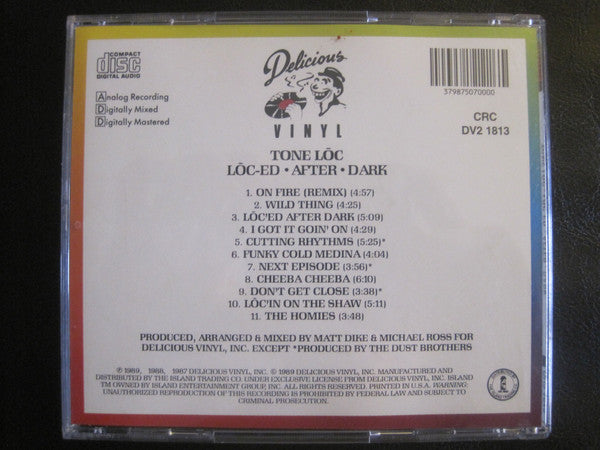 COMPACT
disc
DIGITAL AUDIO
Analog Recording
Digitally Mixed
Digitally Mastered
Delicious
VINYL
379875070000
CRC
DV2 1813
TONE LŌC
LŌC-ED • AFTER • DARK
1. ON FIRE (REMIX) (4:57)
2. WILD THING (4:25)
3. LŌC'ED AFTER DARK (5:09)
4. I GOT IT GOIN' ON (4:29)
5. CUTTING RHYTHMS (5:25)*
6. FUNKY COLD MEDINA (4:04)
7. NEXT EPISODE (3:56)*
8. CHEEBA CHEEBA (6:10)
9. DON'T GET CLOSE (3:38)*
10. LŌC'IN ON THE SHAW (5:11)
11. THE HOMIES (3:48)
PRODUCED, ARRANGED & MIXED BY MATT DIKE & MICHAEL ROSS FOR
DELICIOUS VINYL, INC. EXCEPT *PRODUCED BY THE DUST BROTHERS
℗ 1989, 1988, 1987 DELICIOUS VINYL, INC. © 1989 DELICIOUS VINYL, INC. MANUFACTURED AND
DISTRIBUTED BY THE ISLAND TRADING CO. UNDER EXCLUSIVE LICENSE FROM DELICIOUS VINYL, INC. ISLAND
TM OWNED BY ISLAND ENTERTAINMENT GROUP INC. ALL RIGHTS RESERVED. PRINTED IN U.S.A. WARNING:
UNAUTHORIZED REPRODUCTION OF THIS RECORDING IS PROHIBITED BY FEDERAL LAW AND SUBJECT TO
CRIMINAL PROSECUTION.